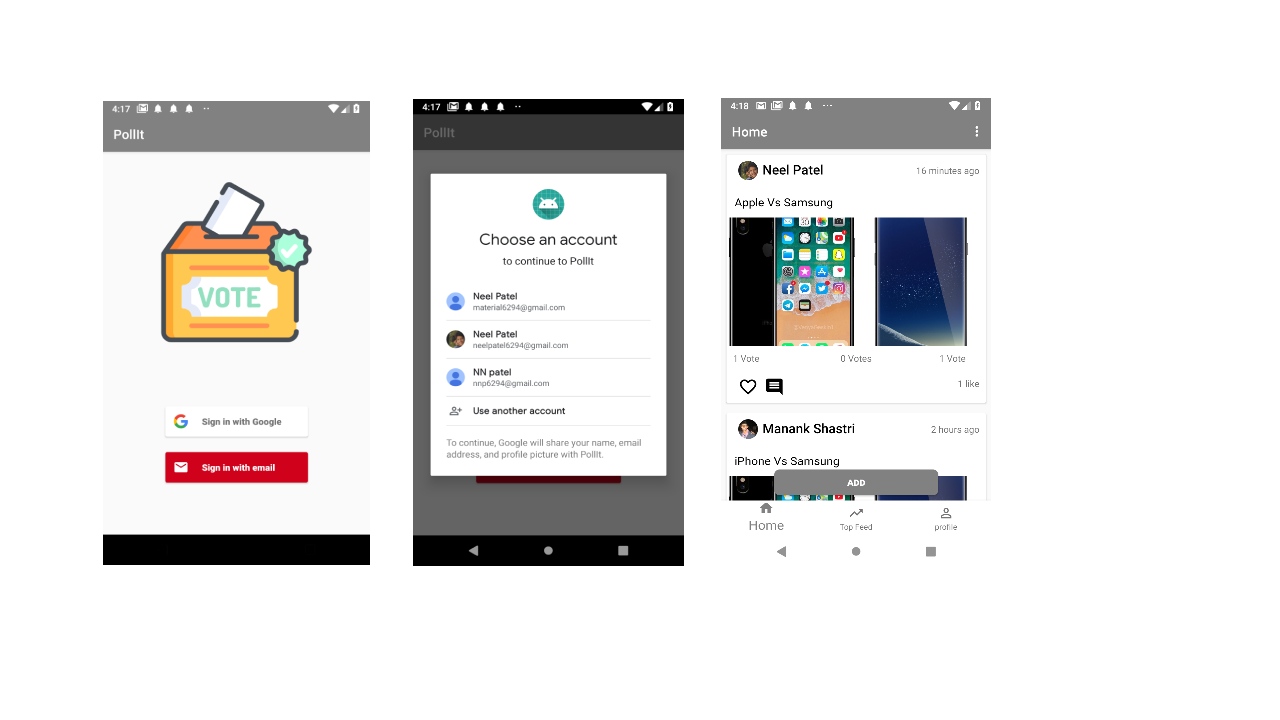 4:17
PollIt
VOTE
Sign in with Google
Sign in with email
4:17
PollIt
Choose an account
to continue to PollIt
Neel Patel
material6294@gmail.com
Neel Patel
neelpatel6294@gmail.com
NN patel
nnp6294@gmail.com
Use another account
To continue, Google will share your name, email
address, and profile picture with PollIt.
4:18
Home
Neel Patel
16 minutes ago
Apple Vs Samsung
1 Vote
0 Votes
1 Vote
1 like
Manank Shastri
2 hours ago
iPhone Vs Samsung
ADD
Home
Top Feed
profile